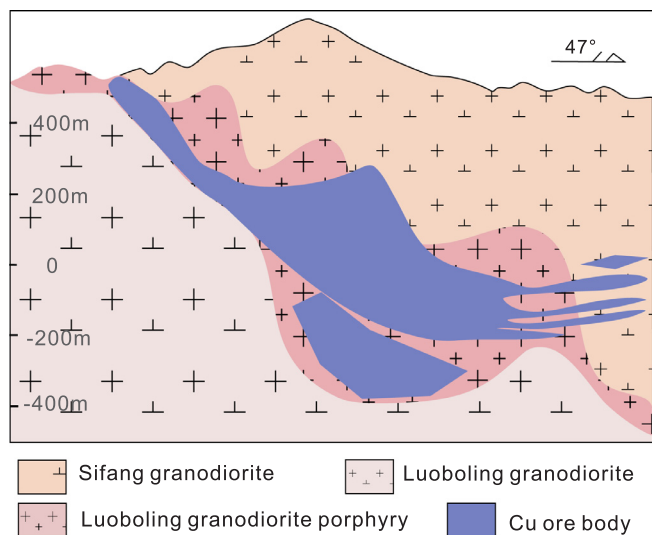 47°
400m
200m
0
-200m
-400m
Sifang granodiorite
Luoboling granodiorite
Luoboling granodiorite porphyry
Cu ore body